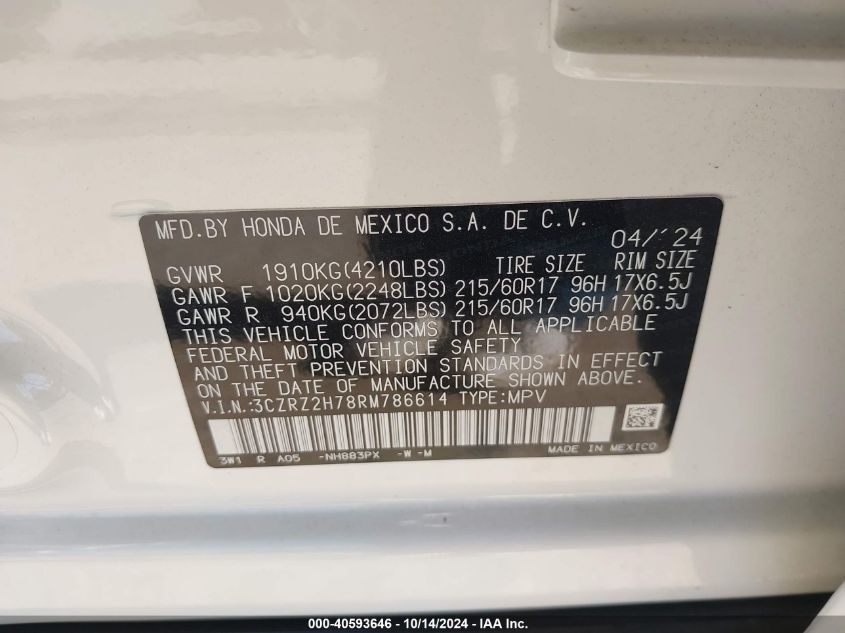 MFD.BY HONDA DE MEXICO S.A. DE C.V.
04/'24
GVWR 1910KG(4210LBS) TIRE SIZE RIM SIZE
GAWR F 1020KG(2248LBS) 215/60R17 96H 17X6.5J
GAWR R 940KG(2072LBS) 215/60R17 96H 17X6.5J
THIS VEHICLE CONFORMS TO ALL APPLICABLE
FEDERAL MOTOR VEHICLE SAFETY
AND THEFT PREVENTION STANDARDS IN EFFECT
ON THE DATE OF MANUFACTURE SHOWN ABOVE.
V.I.N.:3CZRZ2H78RM786614 TYPE:MPV
3W1 R A05 -NH883PX -W-M MADE IN MEXICO
000-40593646 - 10/14/2024 - IAA Inc.